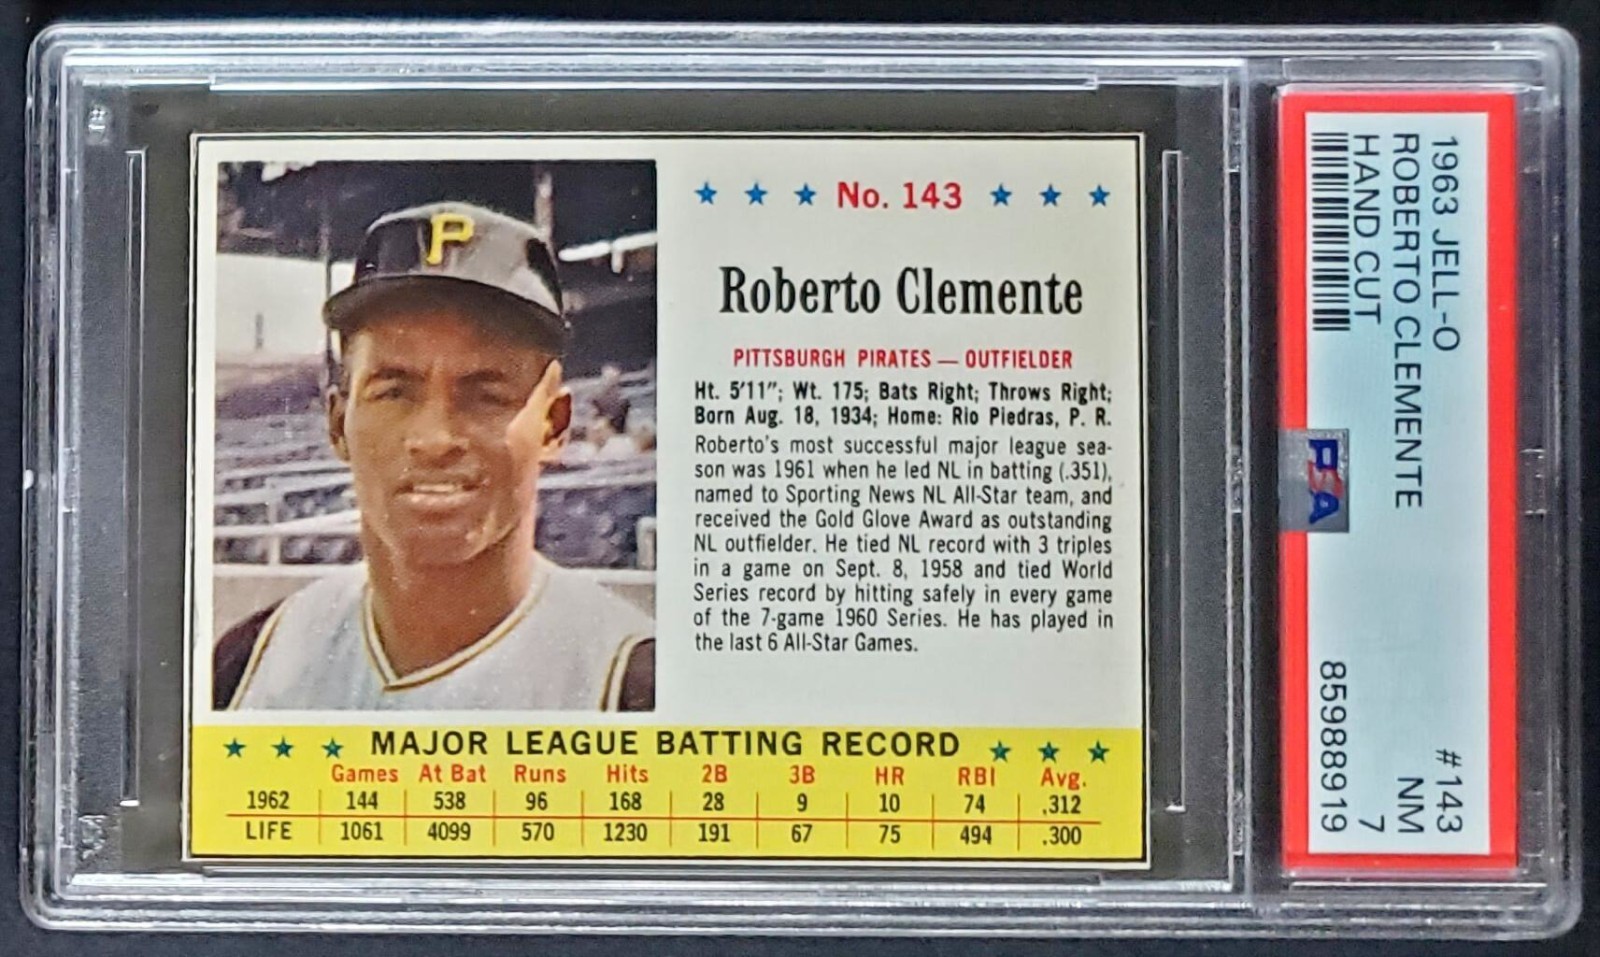 P
★ ★ ★ No. 143 ★ ★ ★
Roberto Clemente
PITTSBURGH PIRATES — OUTFIELDER
Ht. 5'11"; Wt. 175; Bats Right; Throws Right;
Born Aug. 18, 1934; Home: Rio Piedras, P. R.
Roberto's most successful major league sea-
son was 1961 when he led NL in batting (.351),
named to Sporting News NL All-Star team, and
received the Gold Glove Award as outstanding
NL outfielder. He tied NL record with 3 triples
in a game on Sept. 8, 1958 and tied World
Series record by hitting safely in every game
of the 7-game 1960 Series. He has played in
the last 6 All-Star Games.
★ ★ ★ MAJOR LEAGUE BATTING RECORD ★ ★ ★
Games At Bat Runs Hits 2B 3B HR RBI Avg.
1962 144 538 96 168 28 9 10 74 .312
LIFE 1061 4099 570 1230 191 67 75 494 .300
1963 JELL-O #143
ROBERTO CLEMENTE NM
HAND CUT 7
85988919
PSA